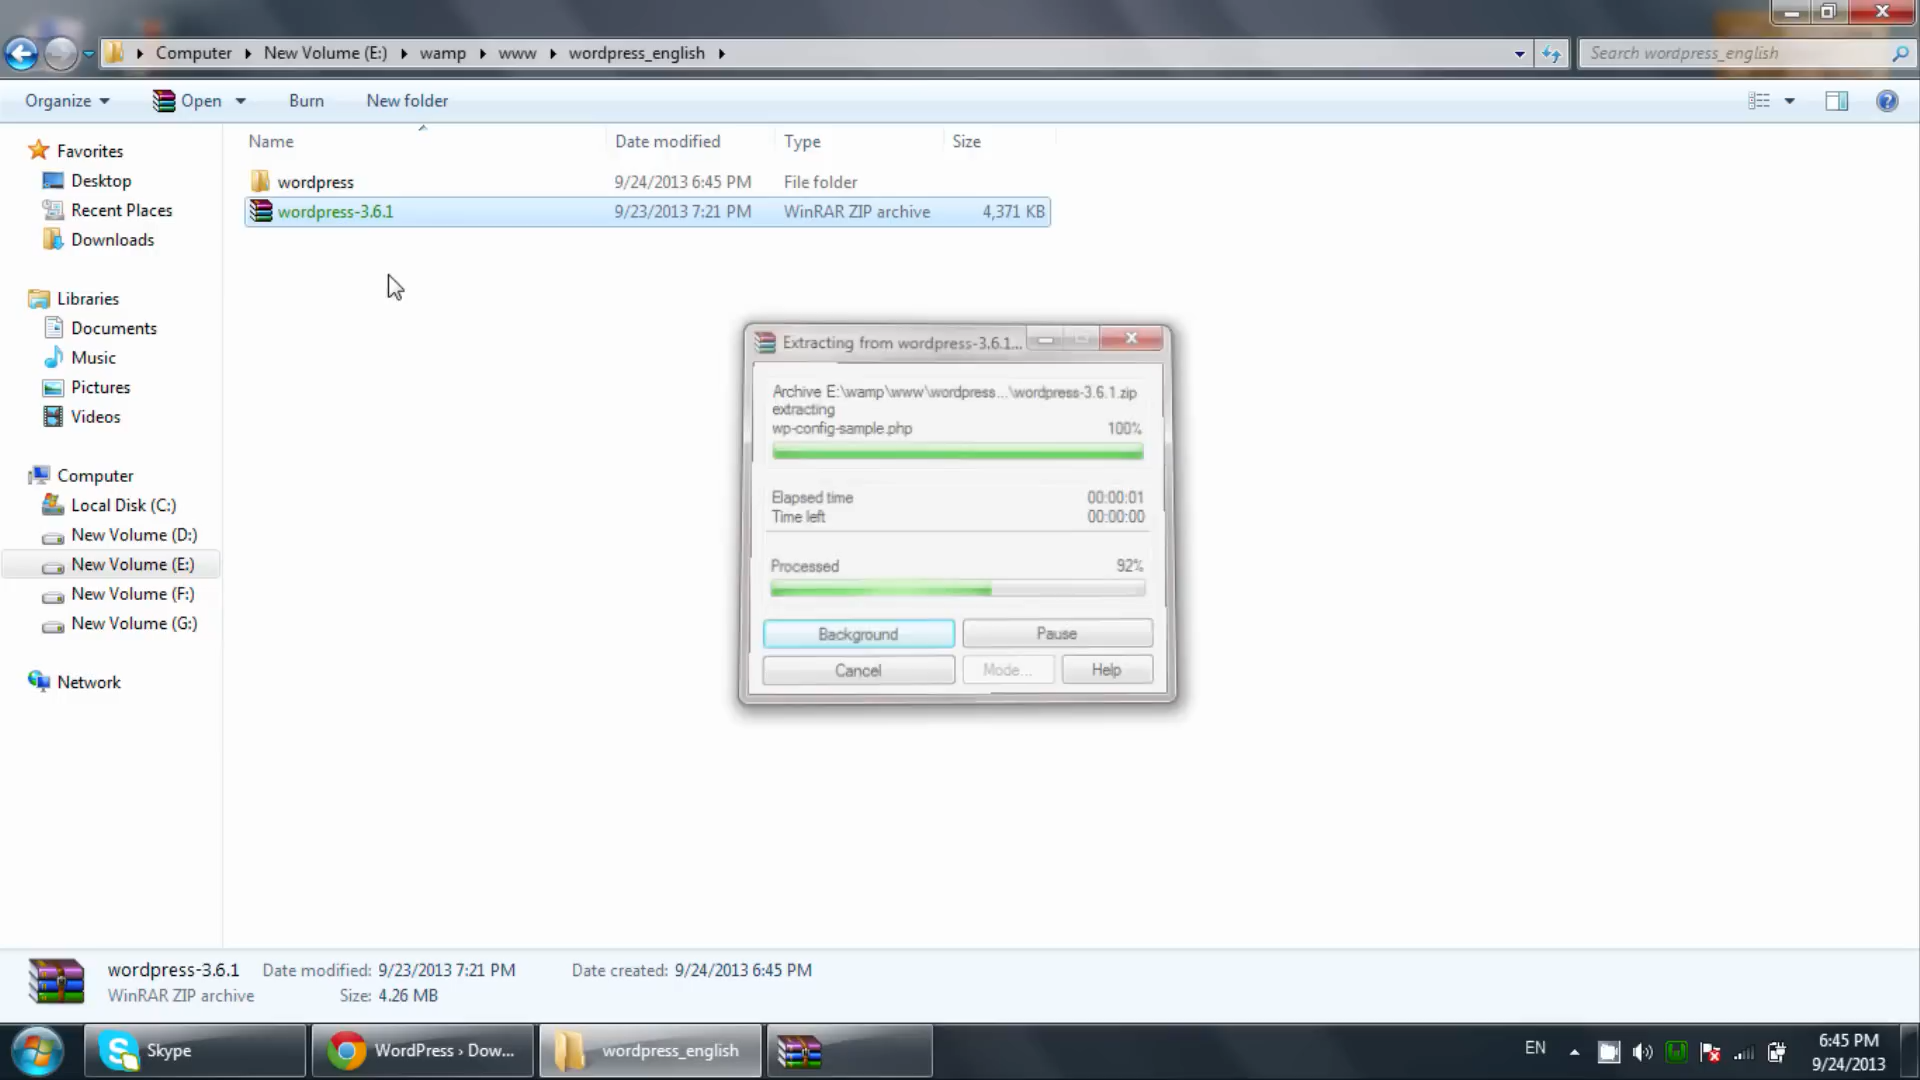 Computer New Volume (E:) wamp www wordpress_english
Search wordpress_english
Organize Open Burn New folder
Name Date modified Type Size
wordpress 9/24/2013 6:45 PM File folder
wordpress-3.6.1 9/23/2013 7:21 PM WinRAR ZIP archive 4,371 KB
Favorites
Desktop
Recent Places
Downloads
Libraries
Documents
Music
Pictures
Videos
Computer
Local Disk (C:)
New Volume (D:)
New Volume (E:)
New Volume (F:)
New Volume (G:)
Network
Extracting from wordpress-3.6.1...
Archive E:\wamp\www\wordpress...\wordpress-3.6.1.zip
extracting
wp-config-sample.php 100%
Elapsed time 00:00:01
Time left 00:00:00
Processed 92%
Background Pause
Cancel Mode... Help
wordpress-3.6.1 Date modified: 9/23/2013 7:21 PM Date created: 9/24/2013 6:45 PM
WinRAR ZIP archive Size: 4.26 MB
Skype WordPress › Dow... wordpress_english
EN
6:45 PM
9/24/2013